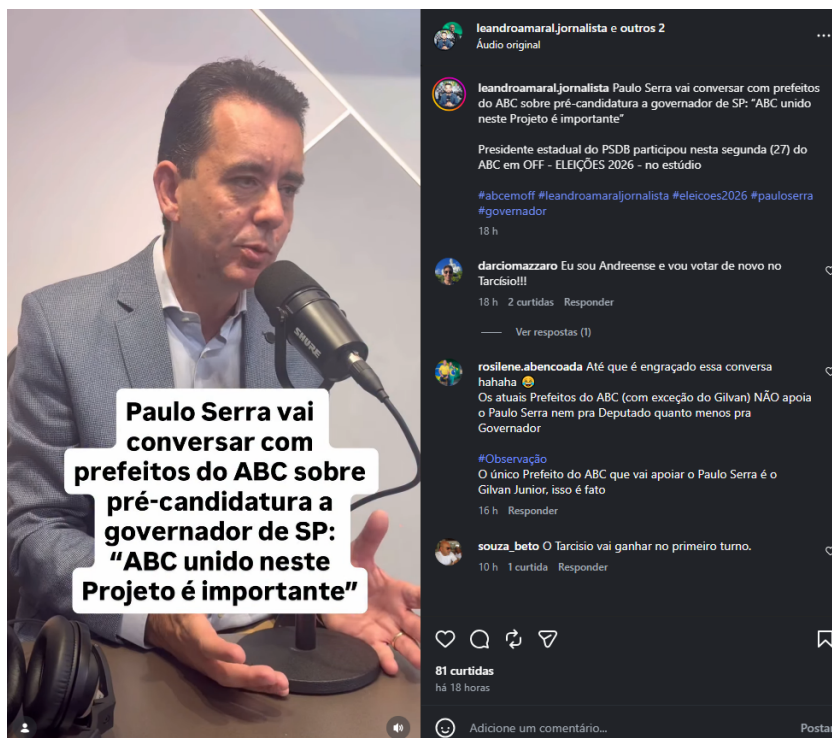 SHURE
Paulo Serra vai
conversar com
prefeitos do ABC sobre
pré-candidatura a
governador de SP:
“ABC unido neste
Projeto é importante”
leandroamaral.jornalista e outros 2
Áudio original
leandroamaral.jornalista Paulo Serra vai conversar com prefeitos
do ABC sobre pré-candidatura a governador de SP: “ABC unido
neste Projeto é importante”
Presidente estadual do PSDB participou nesta segunda (27) do
ABC em OFF - ELEIÇÕES 2026 - no estúdio
#abcemoff #leandroamaraljornalista #eleicoes2026 #pauloserra
#governador
18 h
darciomazzaro Eu sou Andreense e vou votar de novo no
Tarcísio!!!
18 h 2 curtidas Responder
Ver respostas (1)
rosilene.abencoada Até que é engraçado essa conversa
hahaha 😂
Os atuais Prefeitos do ABC (com exceção do Gilvan) NÃO apoia
o Paulo Serra nem pra Deputado quanto menos pra
Governador
#Observação
O único Prefeito do ABC que vai apoiar o Paulo Serra é o
Gilvan Junior, isso é fato
16 h Responder
souza_beto O Tarcisio vai ganhar no primeiro turno.
10 h 1 curtida Responder
81 curtidas
há 18 horas
Adicione um comentário...
Postar